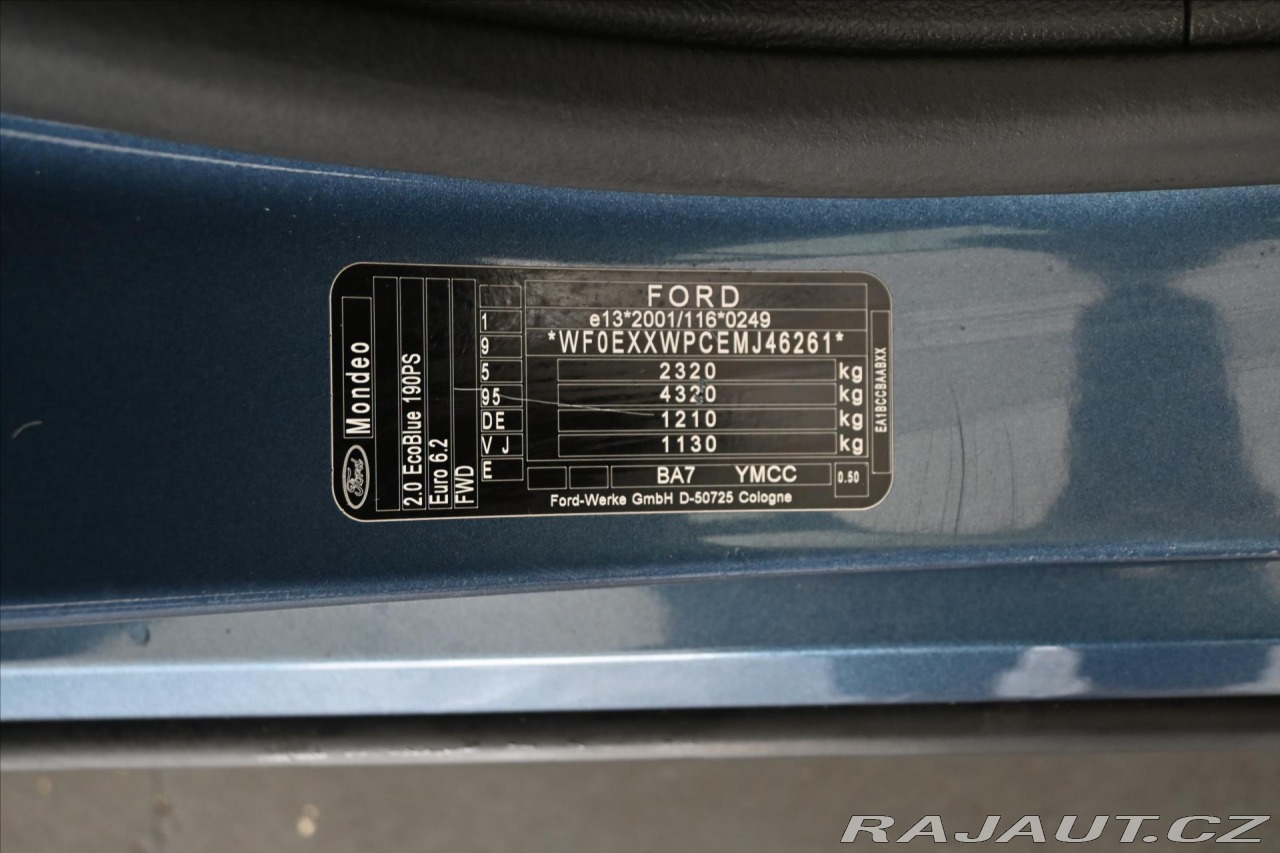 Ford
Mondeo
2.0 EcoBlue 190PS
Euro 6.2
FWD
1
9
5
95
DE
V J
E
FORD
e13*2001/116*0249
*WF0EXXWPCEMJ46261*
2320 kg
4320 kg
1210 kg
1130 kg
BA7 YMCC 0.50
Ford-Werke GmbH D-50725 Cologne
EA1BCCBAABXX
RAJAUT.CZ